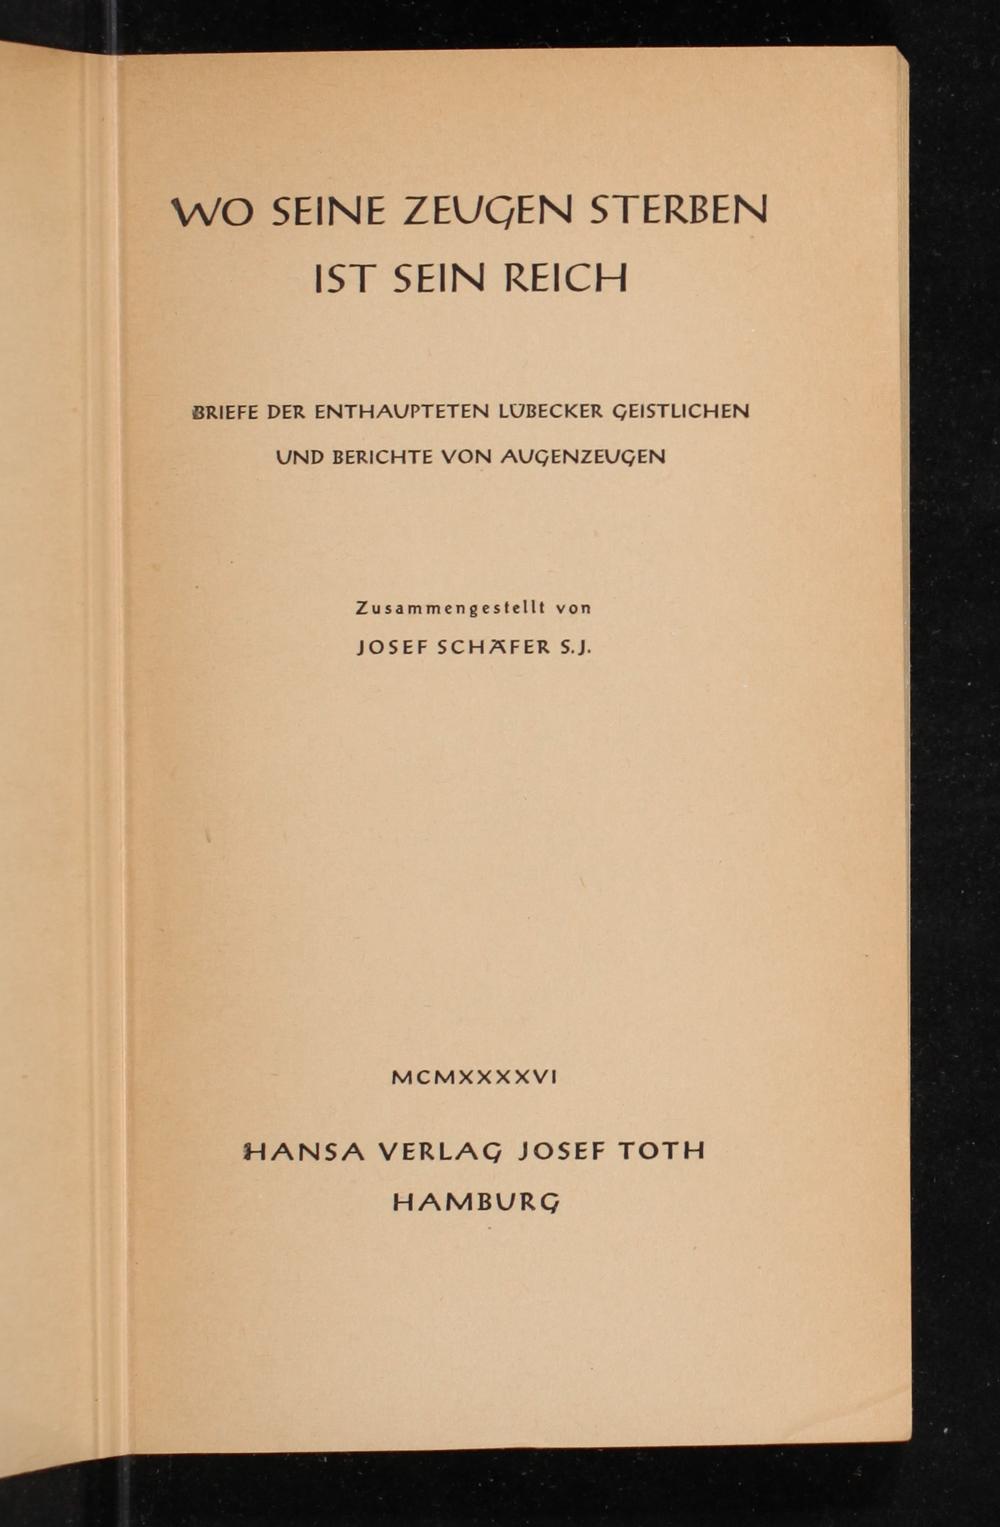 WO SEINE ZEUGEN STERBEN
IST SEIN REICH
BRIEFE DER ENTHAUPTETEN LÜBECKER GEISTLICHEN
UND BERICHTE VON AUGENZEUGEN
Zusammengestellt von
JOSEF SCHÄFER S.J.
MCMXXXXVI
HANSA VERLAG JOSEF TOTH
HAMBURG